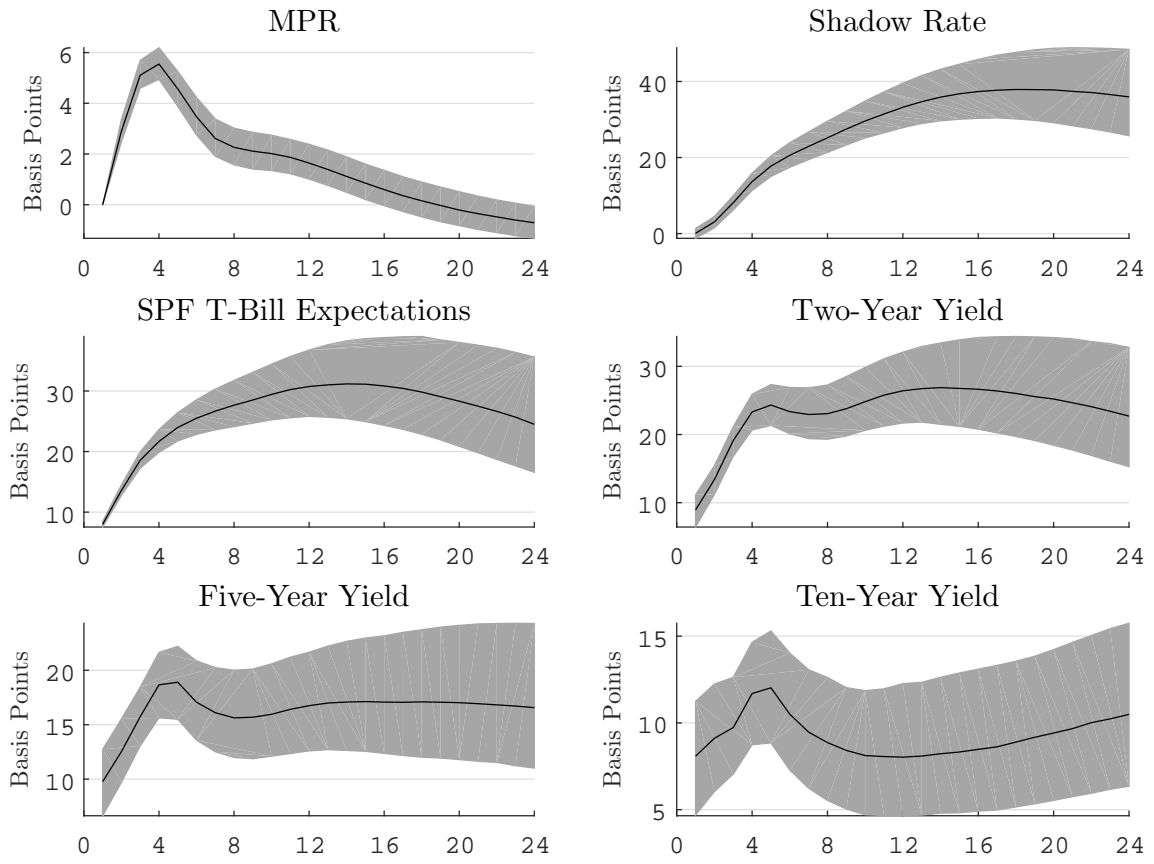 MPR
Basis Points
6
4
2
0
0 4 8 12 16 20 24
Shadow Rate
Basis Points
40
20
0
0 4 8 12 16 20 24
SPF T-Bill Expectations
Basis Points
30
20
10
0 4 8 12 16 20 24
Two-Year Yield
Basis Points
30
20
10
0 4 8 12 16 20 24
Five-Year Yield
Basis Points
20
15
10
0 4 8 12 16 20 24
Ten-Year Yield
Basis Points
15
10
5
0 4 8 12 16 20 24